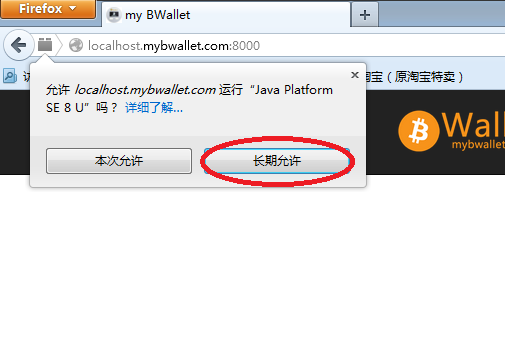 Firefox
my BWallet
localhost.mybwallet.com:8000
宝（原淘宝特卖）
允许 localhost.mybwallet.com 运行“Java Platform
SE 8 U”吗？ 详细了解...
本次允许
长期允许
Wal
mybwallet